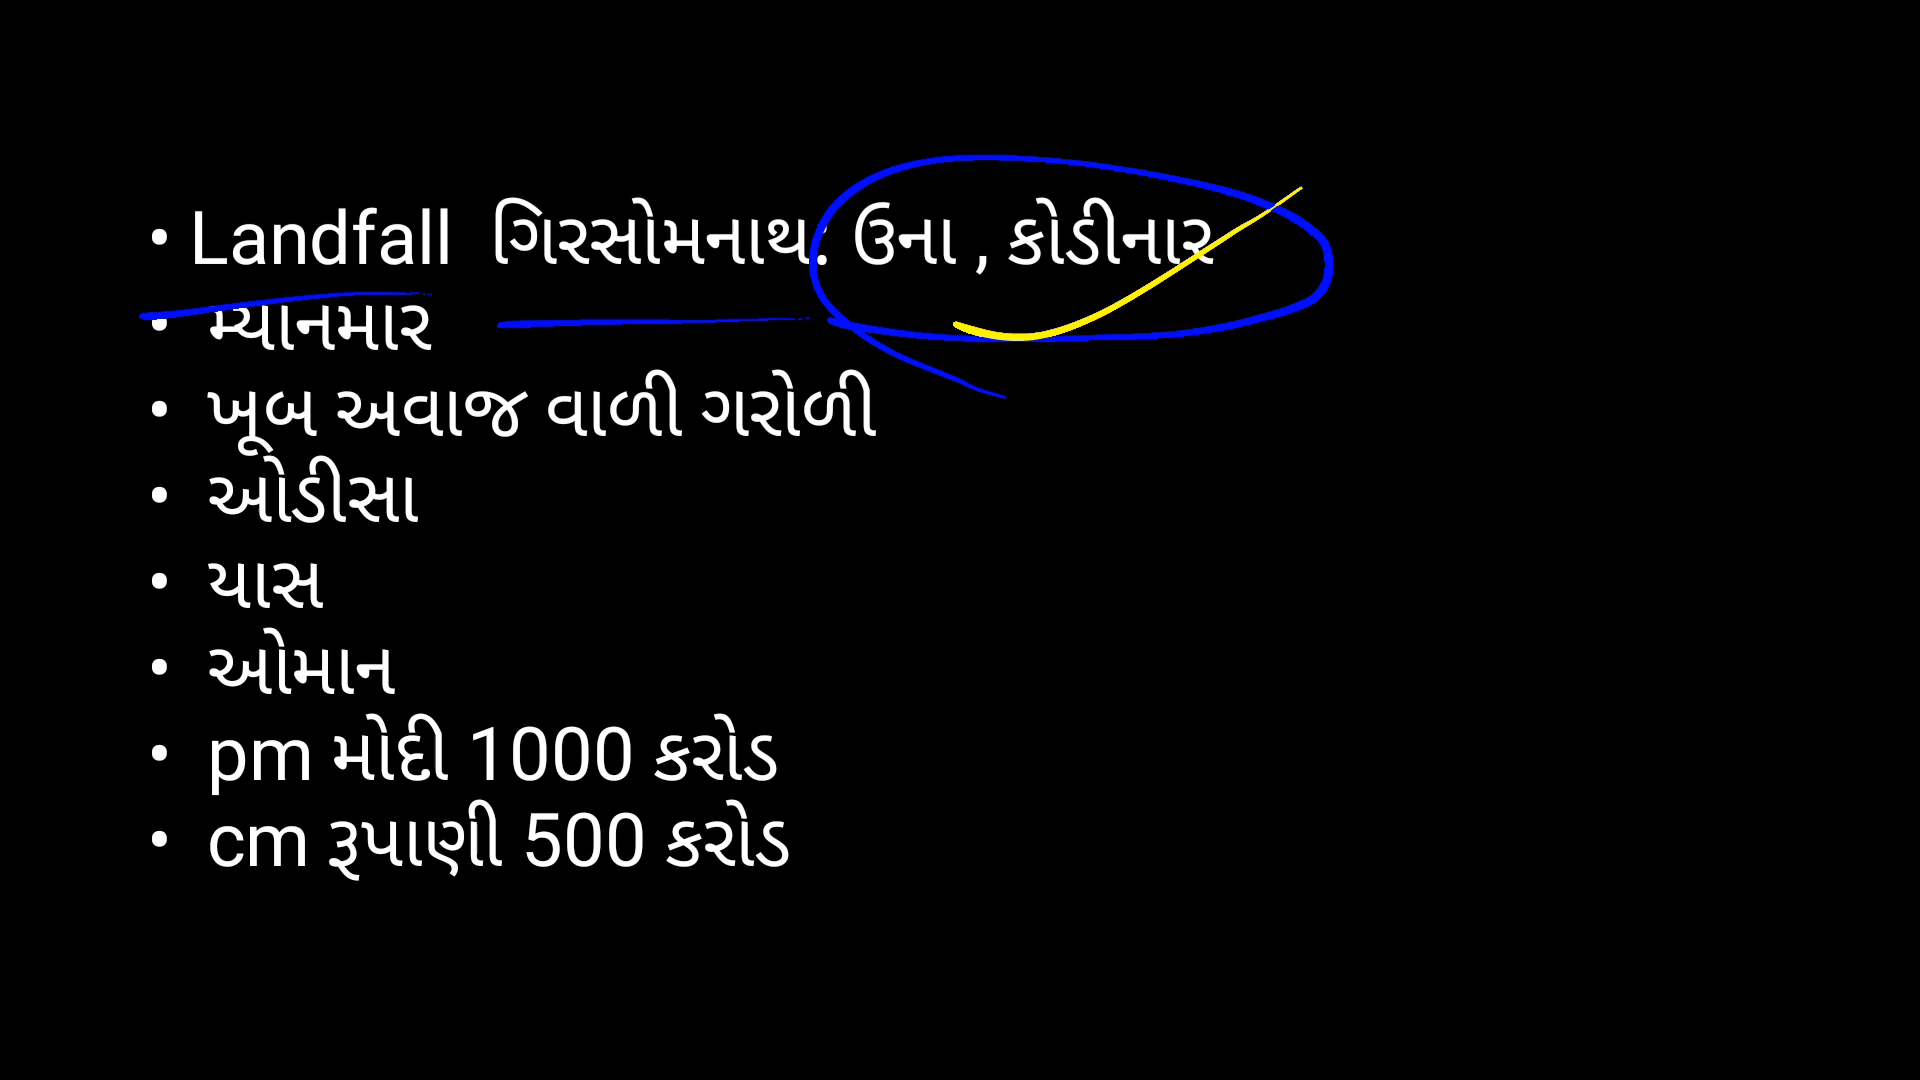 • Landfall ગિરસોમનાથ: ઉના , કોડીનાર
• મ્યાનમાર
• ખૂબ અવાજ વાળી ગરોળી
• ઓડીસા
• યાસ
• ઓમાન
• pm મોદી 1000 કરોડ
• cm રૂપાણી 500 કરોડ